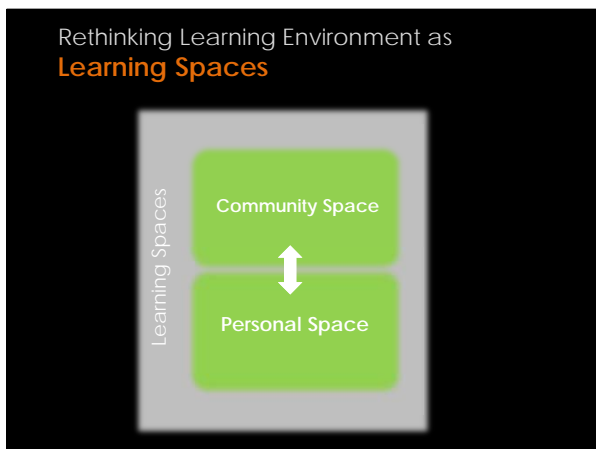 Rethinking Learning Environment as
Learning Spaces
Learning Spaces
Community Space
Personal Space